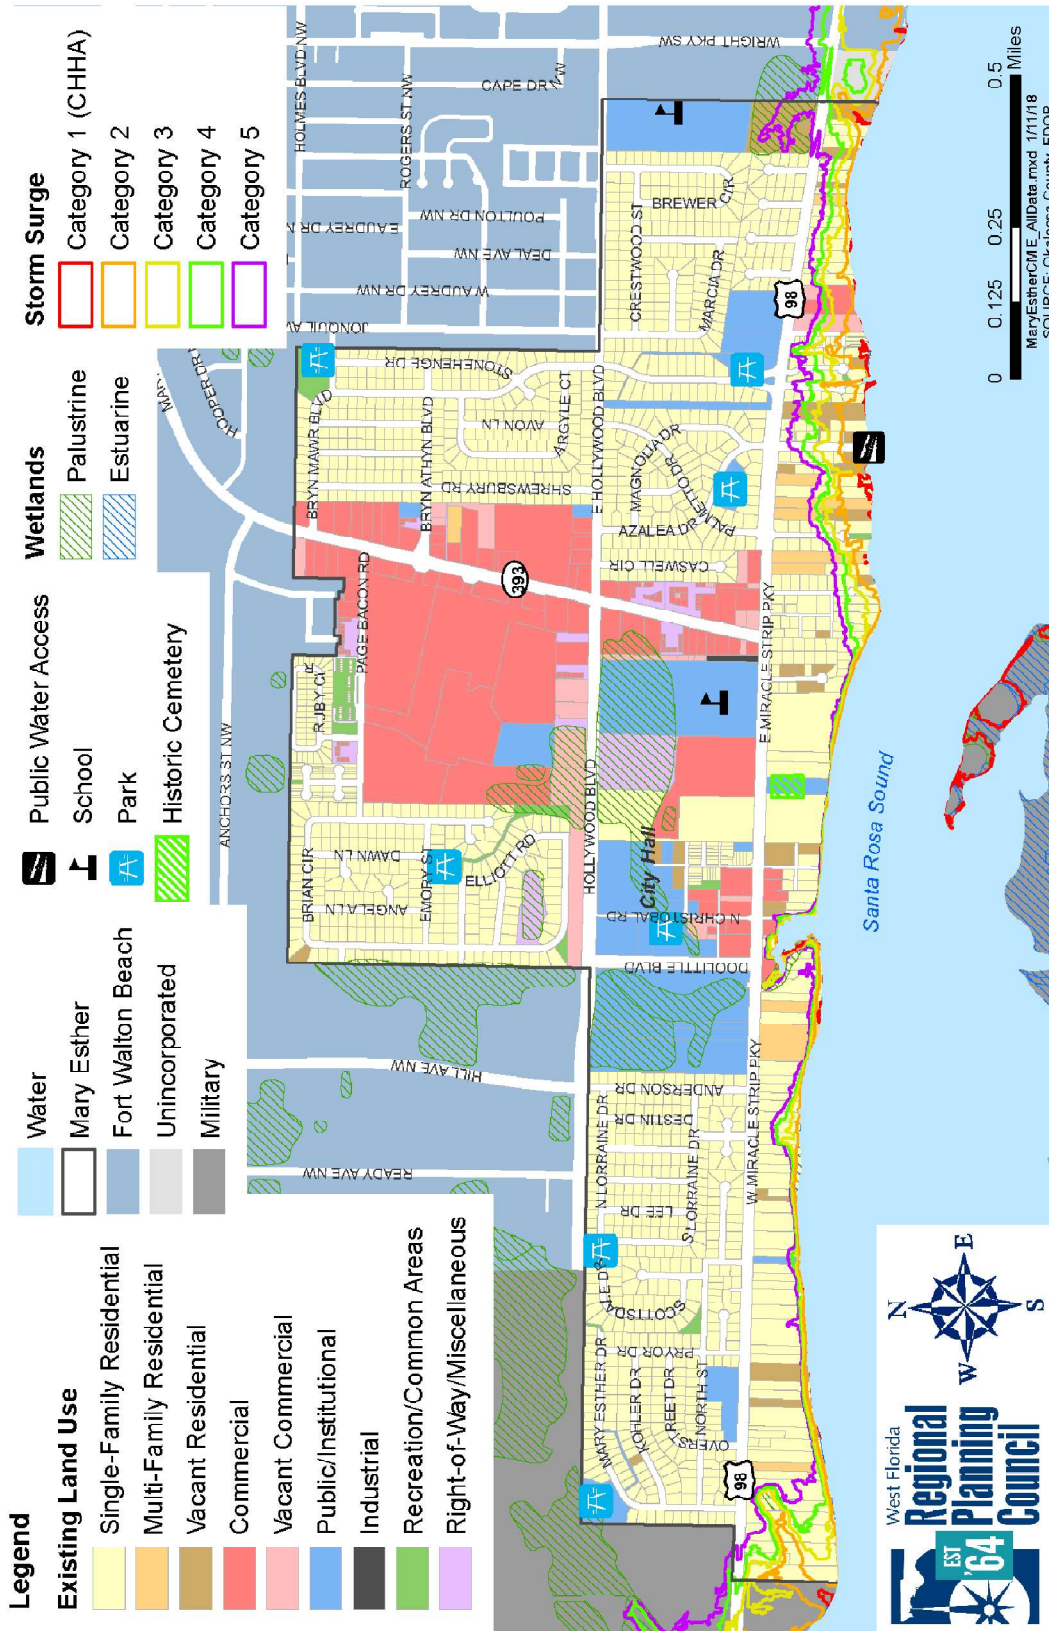 Legend
Existing Land Use
Single-Family Residential
Multi-Family Residential
Vacant Residential
Commercial
Vacant Commercial
Public/Institutional
Industrial
Recreation/Common Areas
Right-of-Way/Miscellaneous
Water
Mary Esther
Fort Walton Beach
Unincorporated
Military
Public Water Access
School
Park
Historic Cemetery
Wetlands
Palustrine
Estuarine
Storm Surge
Category 1 (CHHA)
Category 2
Category 3
Category 4
Category 5
HOOPER DR
ANCHORS ST NW
HOLMES BLVD NW
ROGERS ST NW
CAPE DR NW
WRIGHT PKY SW
POULTON DR NW
DEAL AVE NW
W AUDREY DR NW
JONQUIL AV
READY AVE NW
HILL AVE NW
BRIAN CIR
DAWN LN
ANGELA LN
EMORY ST
ELLIOTT RD
PAGE BACON RD
BRYN MAWR BLVD
BRYN ATHYN BLVD
STONEHENGE DR
AVON LN
ARGYLE CT
SHREWSBURY RD
393
HOLLYWOOD BLVD
E HOLLYWOOD BLVD
CRESTWOOD ST
BREWER CIR
MARCIA DR
MAGNOLIA DR
PALMETTO DR
AZALEA DR
CASWELL CIR
98
City Hall
N CHRISTOBAL RD
DOOLITTLE BLVD
ANDERSON DR
DESTIN DR
N LORRAINE DR
LEE DR
S LORRAINE DR
SCOTTSDALE DR
PRYOR DR
MARY ESTHER DR
KOHLER DR
REET DR
NORTH ST
OVERS
98
W MIRACLE STRIP PKY
E MIRACLE STRIP PKY
Santa Rosa Sound
0 0.125 0.25 0.5
Miles
MaryEstherCME_AllData.mxd 1/11/18
N
W E
S
West Florida
Regional
Planning
Council
EST
'64